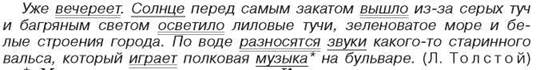 Уже вечереет. Солнце перед самым закатом вышло из-за серых туч
и багряным светом осветило лиловые тучи, зеленоватое море и бе-
лые строения города. По воде разносятся звуки какого-то старинного
вальса, который играет полковая музыка* на бульваре. (Л. Толстой)